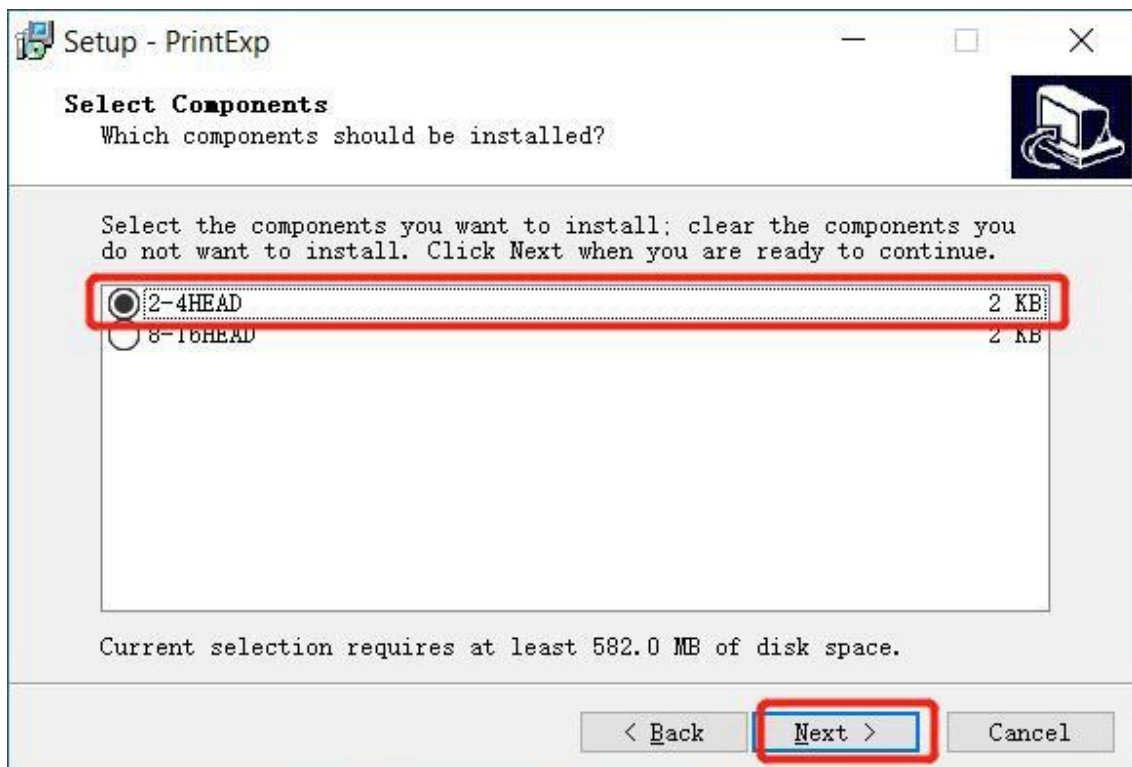 Setup - PrintExp
Select Components
Which components should be installed?
Select the components you want to install; clear the components you
do not want to install. Click Next when you are ready to continue.
2-4HEAD 2 KB
8-16HEAD 2 KB
Current selection requires at least 582.0 MB of disk space.
< Back Next > Cancel